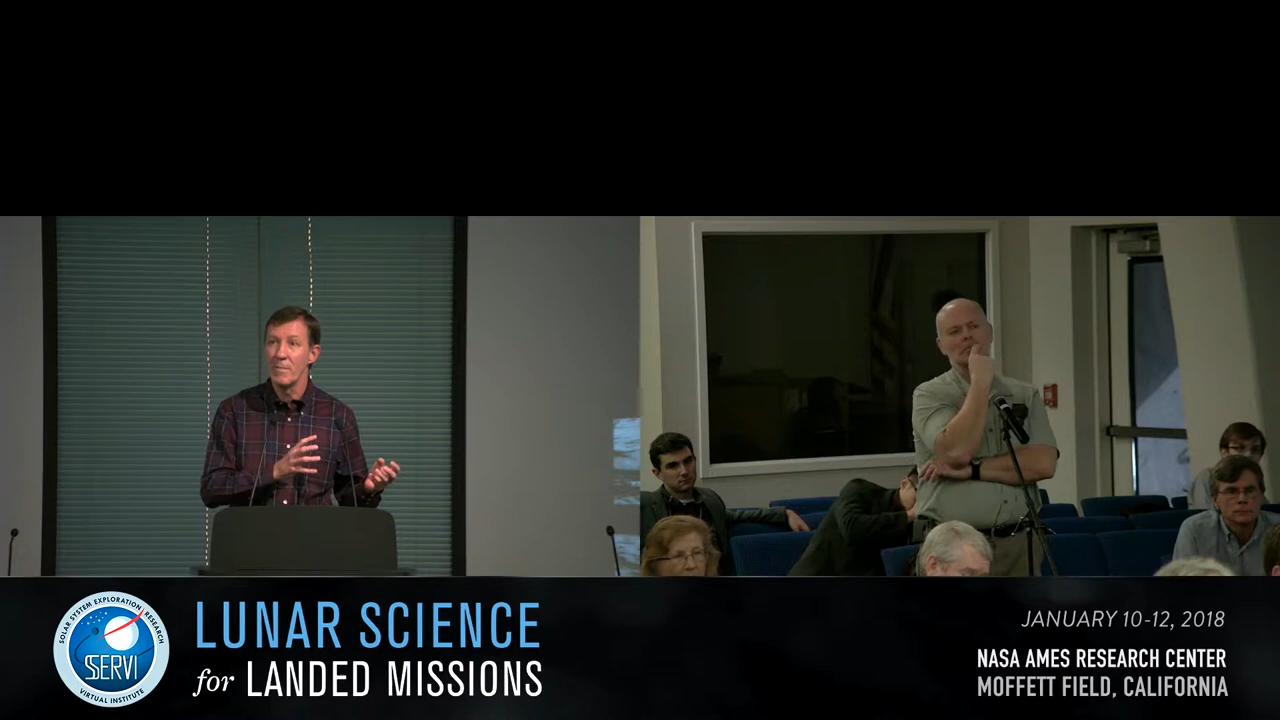 SOLAR SYSTEM EXPLORATION RESEARCH
SSERVI
VIRTUAL INSTITUTE
LUNAR SCIENCE
for LANDED MISSIONS
JANUARY 10-12, 2018
NASA AMES RESEARCH CENTER
MOFFETT FIELD, CALIFORNIA